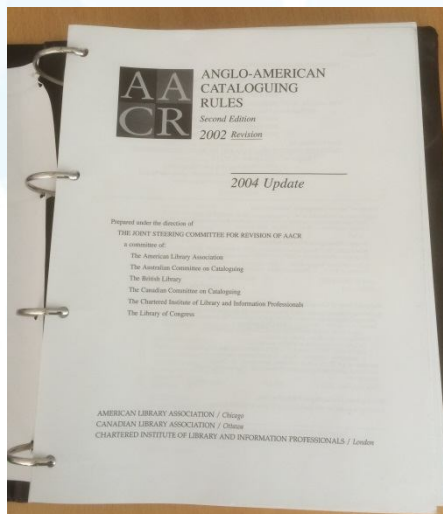 AA
CR
ANGLO-AMERICAN
CATALOGUING
RULES
Second Edition
2002 Revision
2004 Update
Prepared under the direction of
THE JOINT STEERING COMMITTEE FOR REVISION OF AACR
a committee of:
The American Library Association
The Australian Committee on Cataloguing
The British Library
The Canadian Committee on Cataloguing
The Chartered Institute of Library and Information Professionals
The Library of Congress
AMERICAN LIBRARY ASSOCIATION / Chicago
CANADIAN LIBRARY ASSOCIATION / Ottawa
CHARTERED INSTITUTE OF LIBRARY AND INFORMATION PROFESSIONALS / London